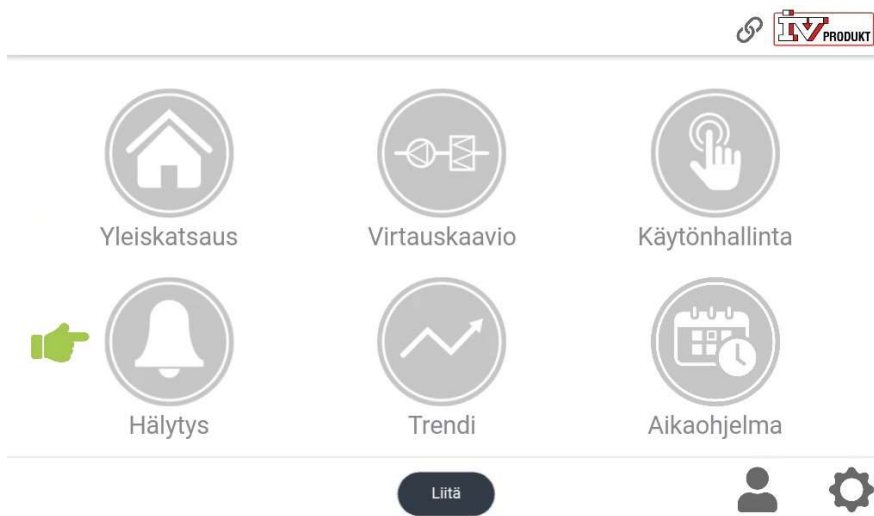 IV PRODUKT
Yleiskatsaus
Virtauskaavio
Käytönhallinta
Hälytys
Trendi
Aikaohjelma
Liitä